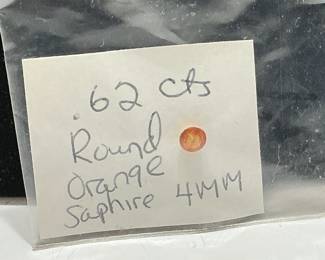 .62 cts
Round
Orange
Saphire 4MM